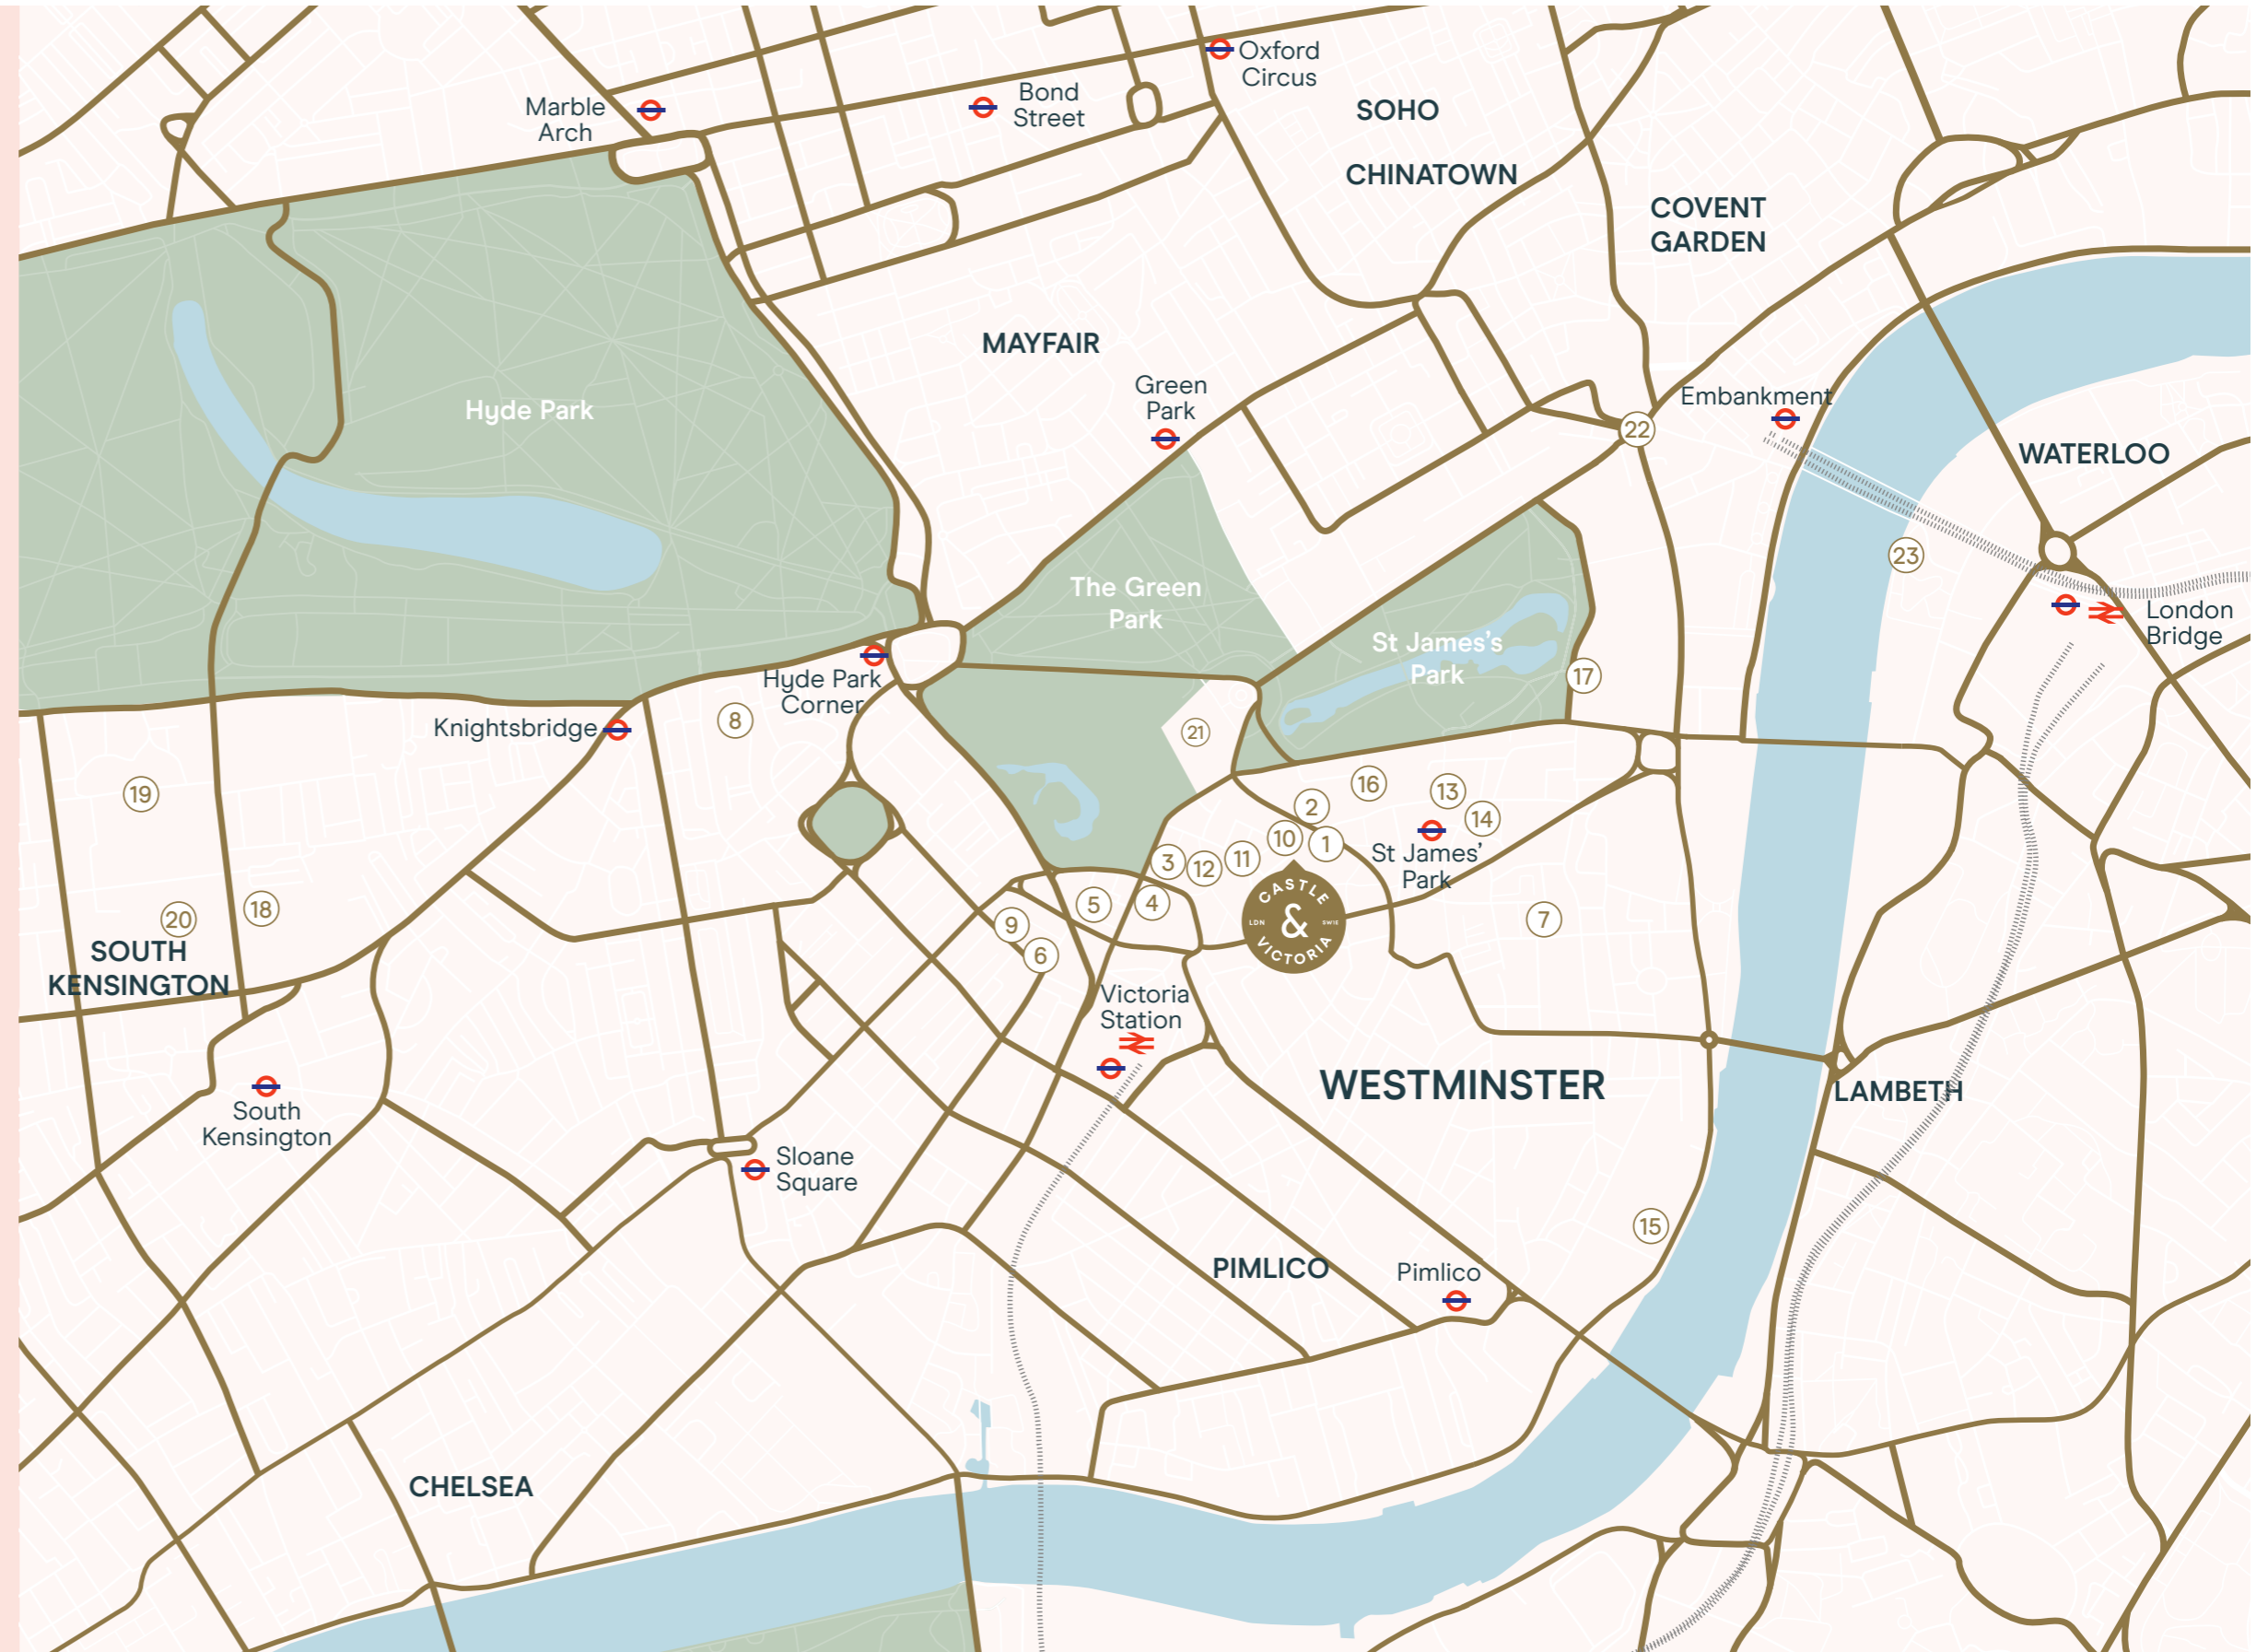 Oxford
Circus
Marble
Arch
Bond
Street
SOHO
CHINATOWN
COVENT
GARDEN
MAYFAIR
Green
Park
Embankment
Hyde Park
22
WATERLOO
23
The Green
Park
St James's
Park
London
Bridge
Hyde Park
Corner
17
Knightsbridge
8
21
19
16
13
2
14
10
1
St James'
Park
11
3
12
CASTLE
&
LDN
SW1E
VICTORIA
5
4
7
20
18
9
6
SOUTH
KENSINGTON
Victoria
Station
WESTMINSTER
LAMBETH
South
Kensington
Sloane
Square
15
PIMLICO
Pimlico
CHELSEA